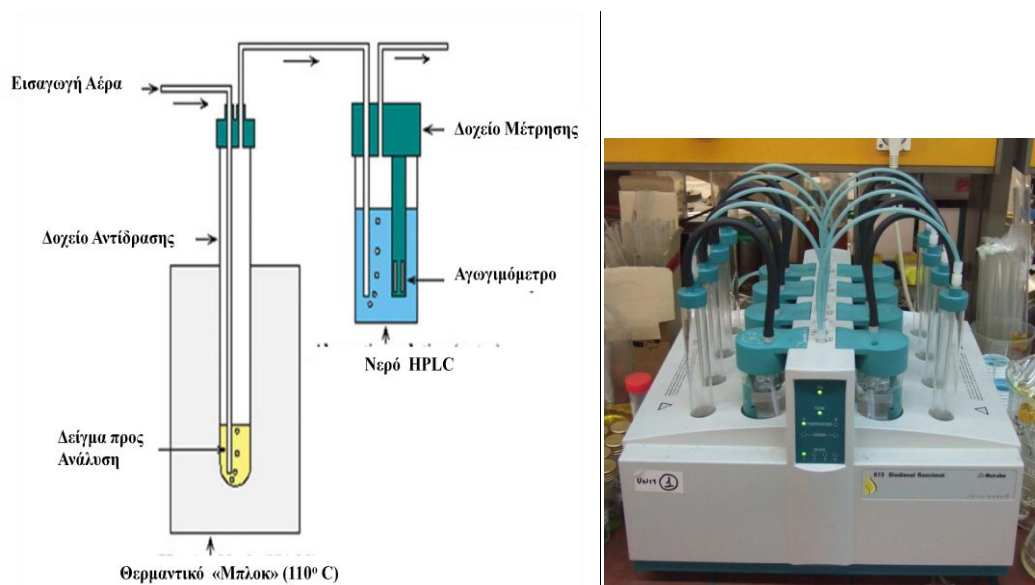 Εισαγωγή Αέρα
Δοχείο Μέτρησης
Δοχείο Αντίδρασης
Αγωγιμόμετρο
Νερό HPLC
Δείγμα προς
Ανάλυση
Θερμαντικό «Μπλοκ» (110º C)
UNIT 1
873 Biodiesel Rancimat
Metrohm